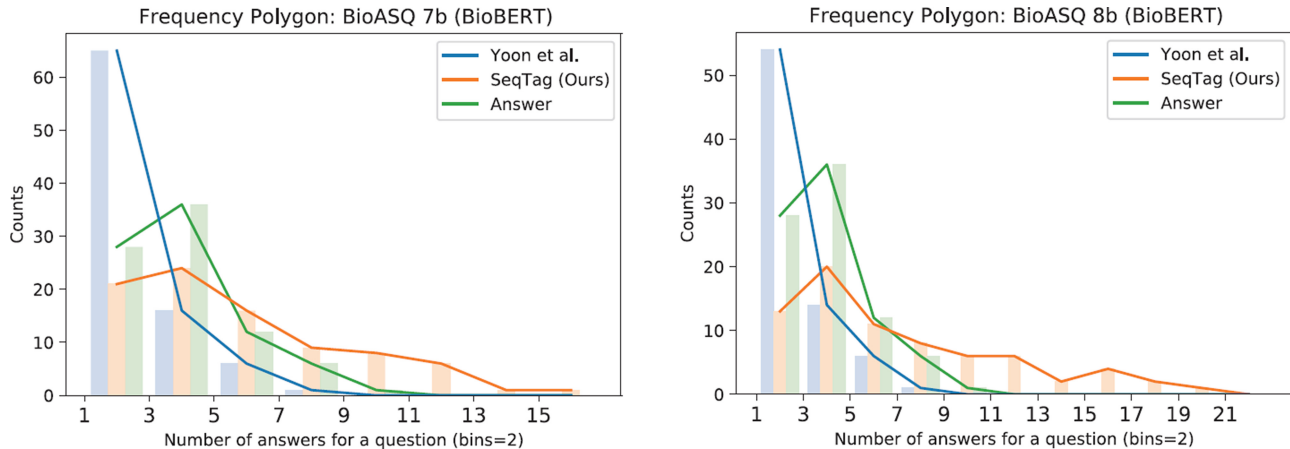 Frequency Polygon: BioASQ 7b (BioBERT)
Yoon et al.
SeqTag (Ours)
Answer
Counts
60
50
40
30
20
10
0
1 3 5 7 9 11 13 15
Number of answers for a question (bins=2)
Frequency Polygon: BioASQ 8b (BioBERT)
Yoon et al.
SeqTag (Ours)
Answer
Counts
50
40
30
20
10
0
1 3 5 7 9 11 13 15 17 19 21
Number of answers for a question (bins=2)